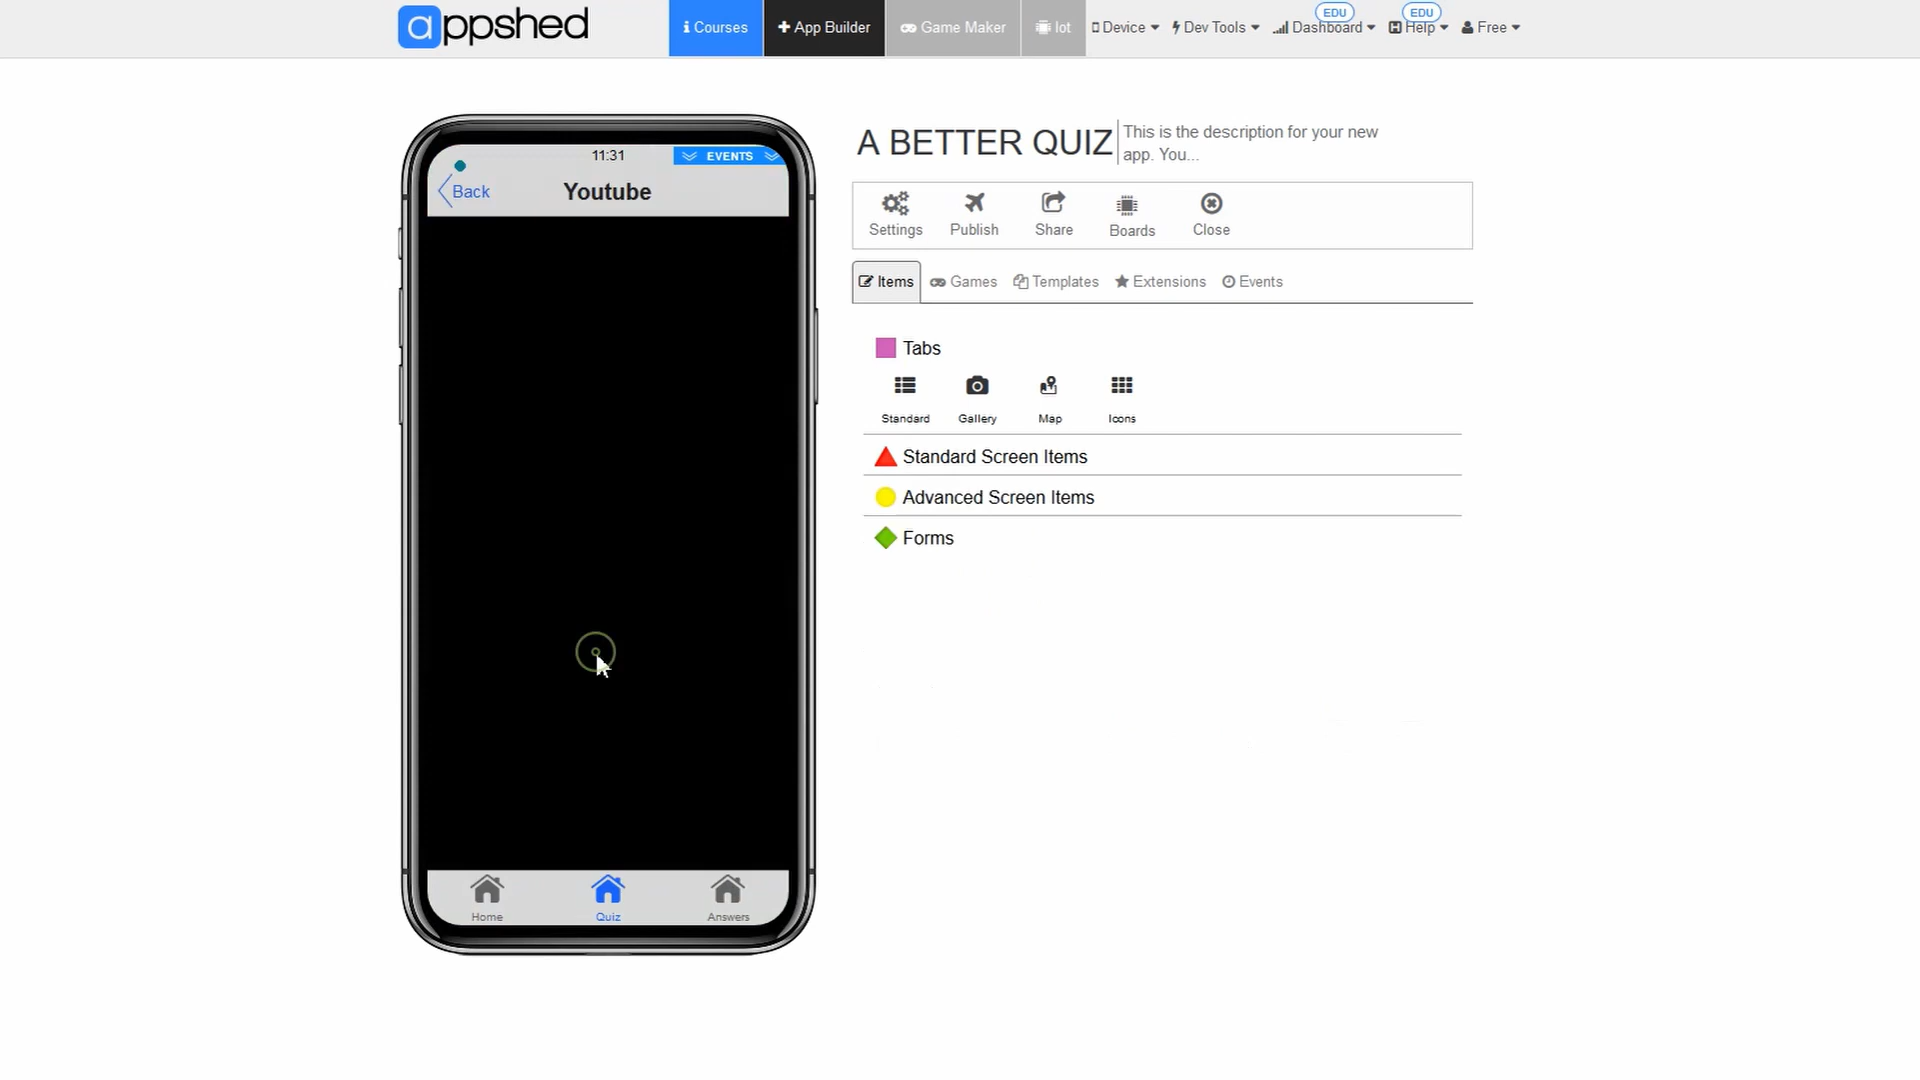 appshed
Courses
App Builder
Game Maker
Iot
Device
Dev Tools
EDU
Dashboard
EDU
Help
Free
11:31
EVENTS
Back
Youtube
Home
Quiz
Answers
A BETTER QUIZ
This is the description for your new
app. You...
Settings
Publish
Share
Boards
Close
Items
Games
Templates
Extensions
Events
Tabs
Standard
Gallery
Map
Icons
Standard Screen Items
Advanced Screen Items
Forms